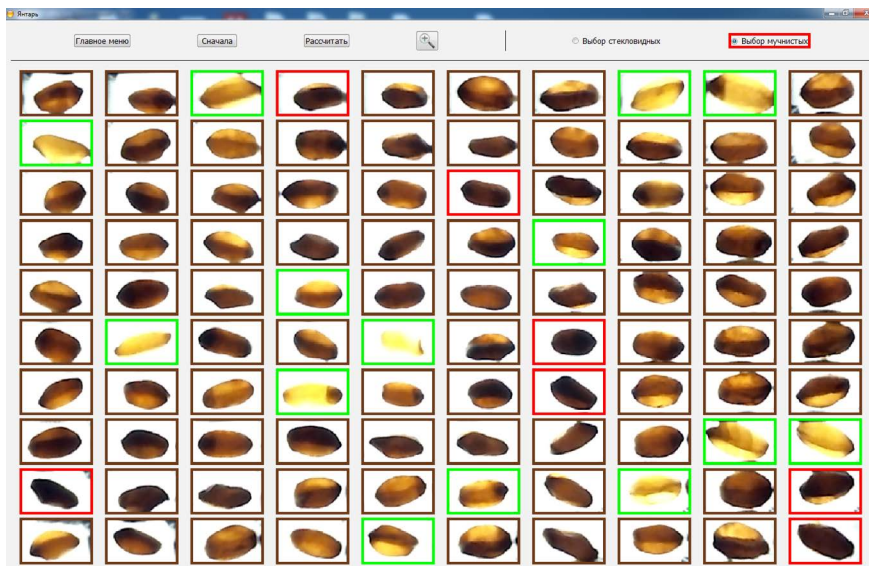 Янтарь
Главное меню
Сначала
Рассчитать
Выбор стекловидных
Выбор мучнистых